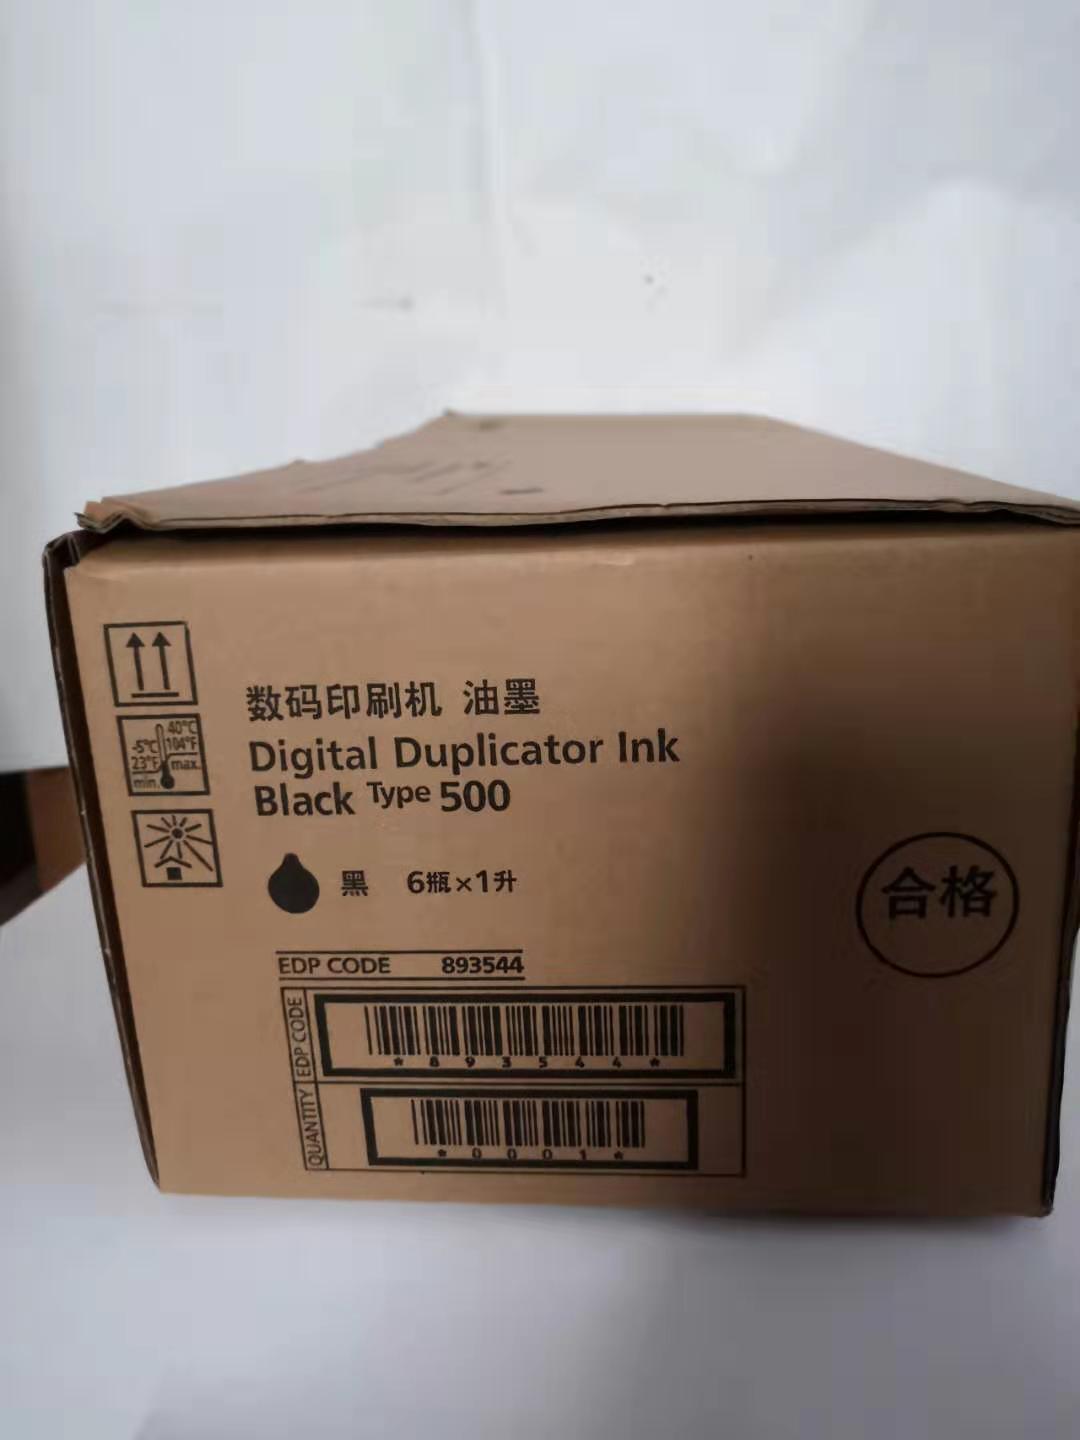 40°C
-5°C 104°F
23°F max.
min.
数码印刷机 油墨
Digital Duplicator Ink
Black Type 500
黑 6瓶×1升
合格
EDP CODE 893544
EDP CODE
*893544*
QUANTITY
*0001*